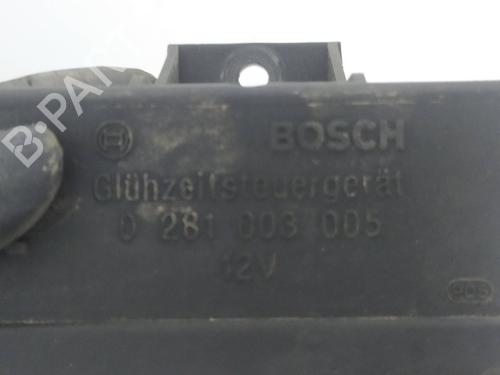 BOSCH
Glühzeitsteuergerät
0 281 003 005
12V
B-PARTS